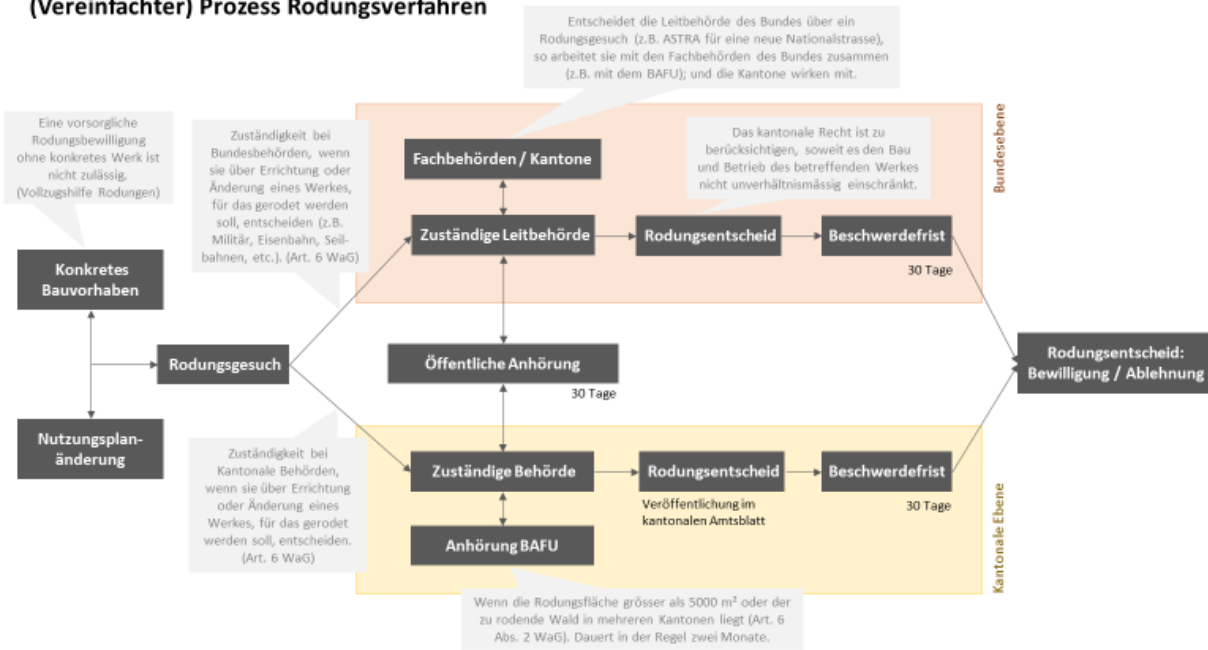 (Vereinfachter) Prozess Rodungsverfahren
Entscheidet die Leitbehörde des Bundes über ein
Rodungsgesuch (z.B. ASTRA für eine neue Nationalstrasse),
so arbeitet sie mit den Fachbehörden des Bundes zusammen
(z.B. mit dem BAFU); und die Kantone wirken mit.
Eine vorsorgliche
Rodungsbewilligung
ohne konkretes Werk ist
nicht zulässig.
(Vollzugshilfe Rodungen)
Zuständigkeit bei
Bundesbehörden, wenn
sie über Errichtung oder
Änderung eines Werkes,
für das gerodet werden
soll, entscheiden (z.B.
Militär, Eisenbahn, Seil-
bahnen, etc.). (Art. 6 WaG)
Fachbehörden / Kantone
Das kantonale Recht ist zu
berücksichtigen, soweit es den Bau
und Betrieb des betreffenden Werkes
nicht unverhältnismässig einschränkt.
Bundesebene
Zuständige Leitbehörde
Rodungsentscheid
Beschwerdefrist
30 Tage
Konkretes
Bauvorhaben
Rodungsgesuch
Öffentliche Anhörung
30 Tage
Rodungsentscheid:
Bewilligung / Ablehnung
Nutzungsplan-
änderung
Zuständigkeit bei
Kantonale Behörden,
wenn sie über Errichtung
oder Änderung eines
Werkes, für das gerodet
werden soll, entscheiden.
(Art. 6 WaG)
Zuständige Behörde
Rodungsentscheid
Veröffentlichung im
kantonalen Amtsblatt
Beschwerdefrist
30 Tage
Kantonale Ebene
Anhörung BAFU
Wenn die Rodungsfläche grösser als 5000 m² oder der
zu rodende Wald in mehreren Kantonen liegt (Art. 6
Abs. 2 WaG). Dauert in der Regel zwei Monate.